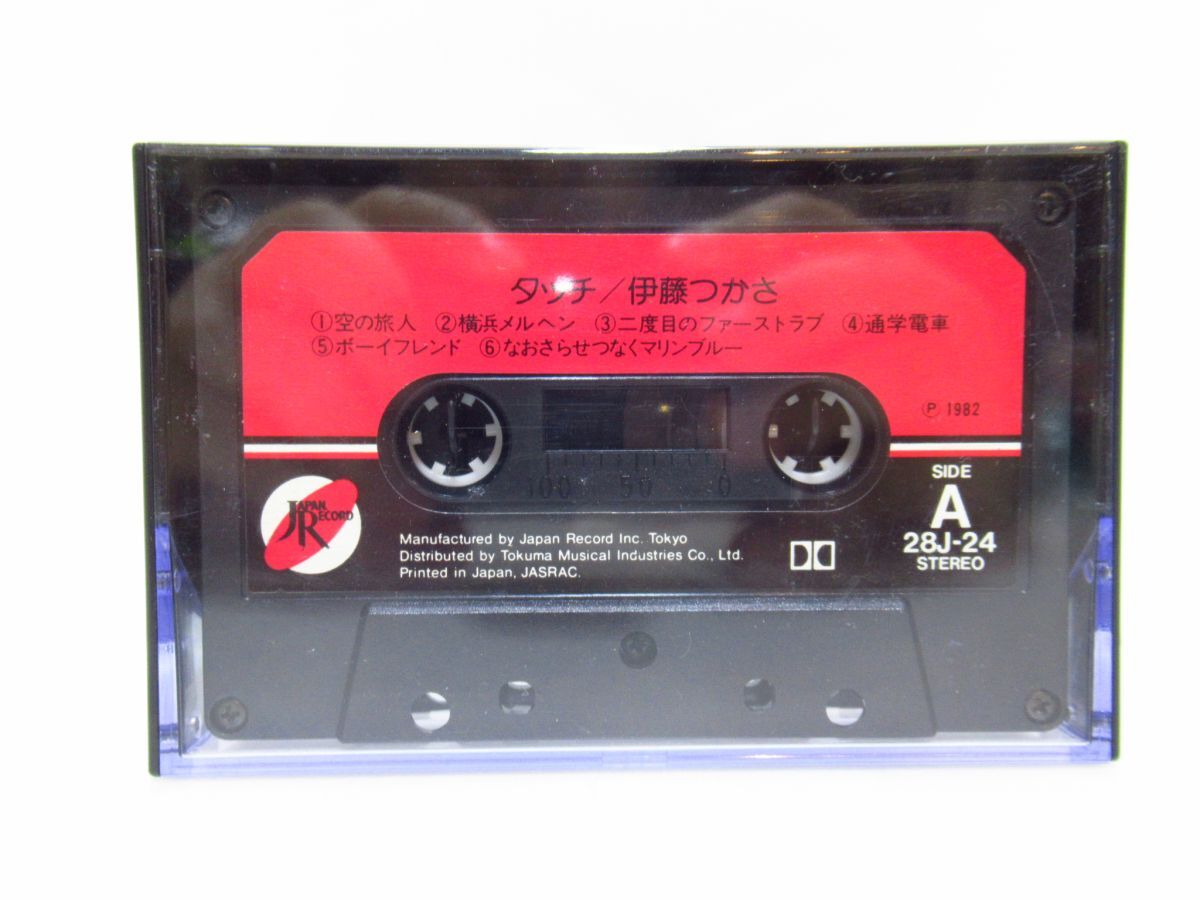 タッチ/伊藤つかさ
①空の旅人 ②横浜メルヘン ③二度目のファーストラブ ④通学電車
⑤ボーイフレンド ⑥なおさらせつなくマリンブルー
Ⓟ 1982
100 50 0
SIDE
A
28J-24
STEREO
JAPAN RECORD
Manufactured by Japan Record Inc. Tokyo
Distributed by Tokuma Musical Industries Co., Ltd.
Printed in Japan, JASRAC.